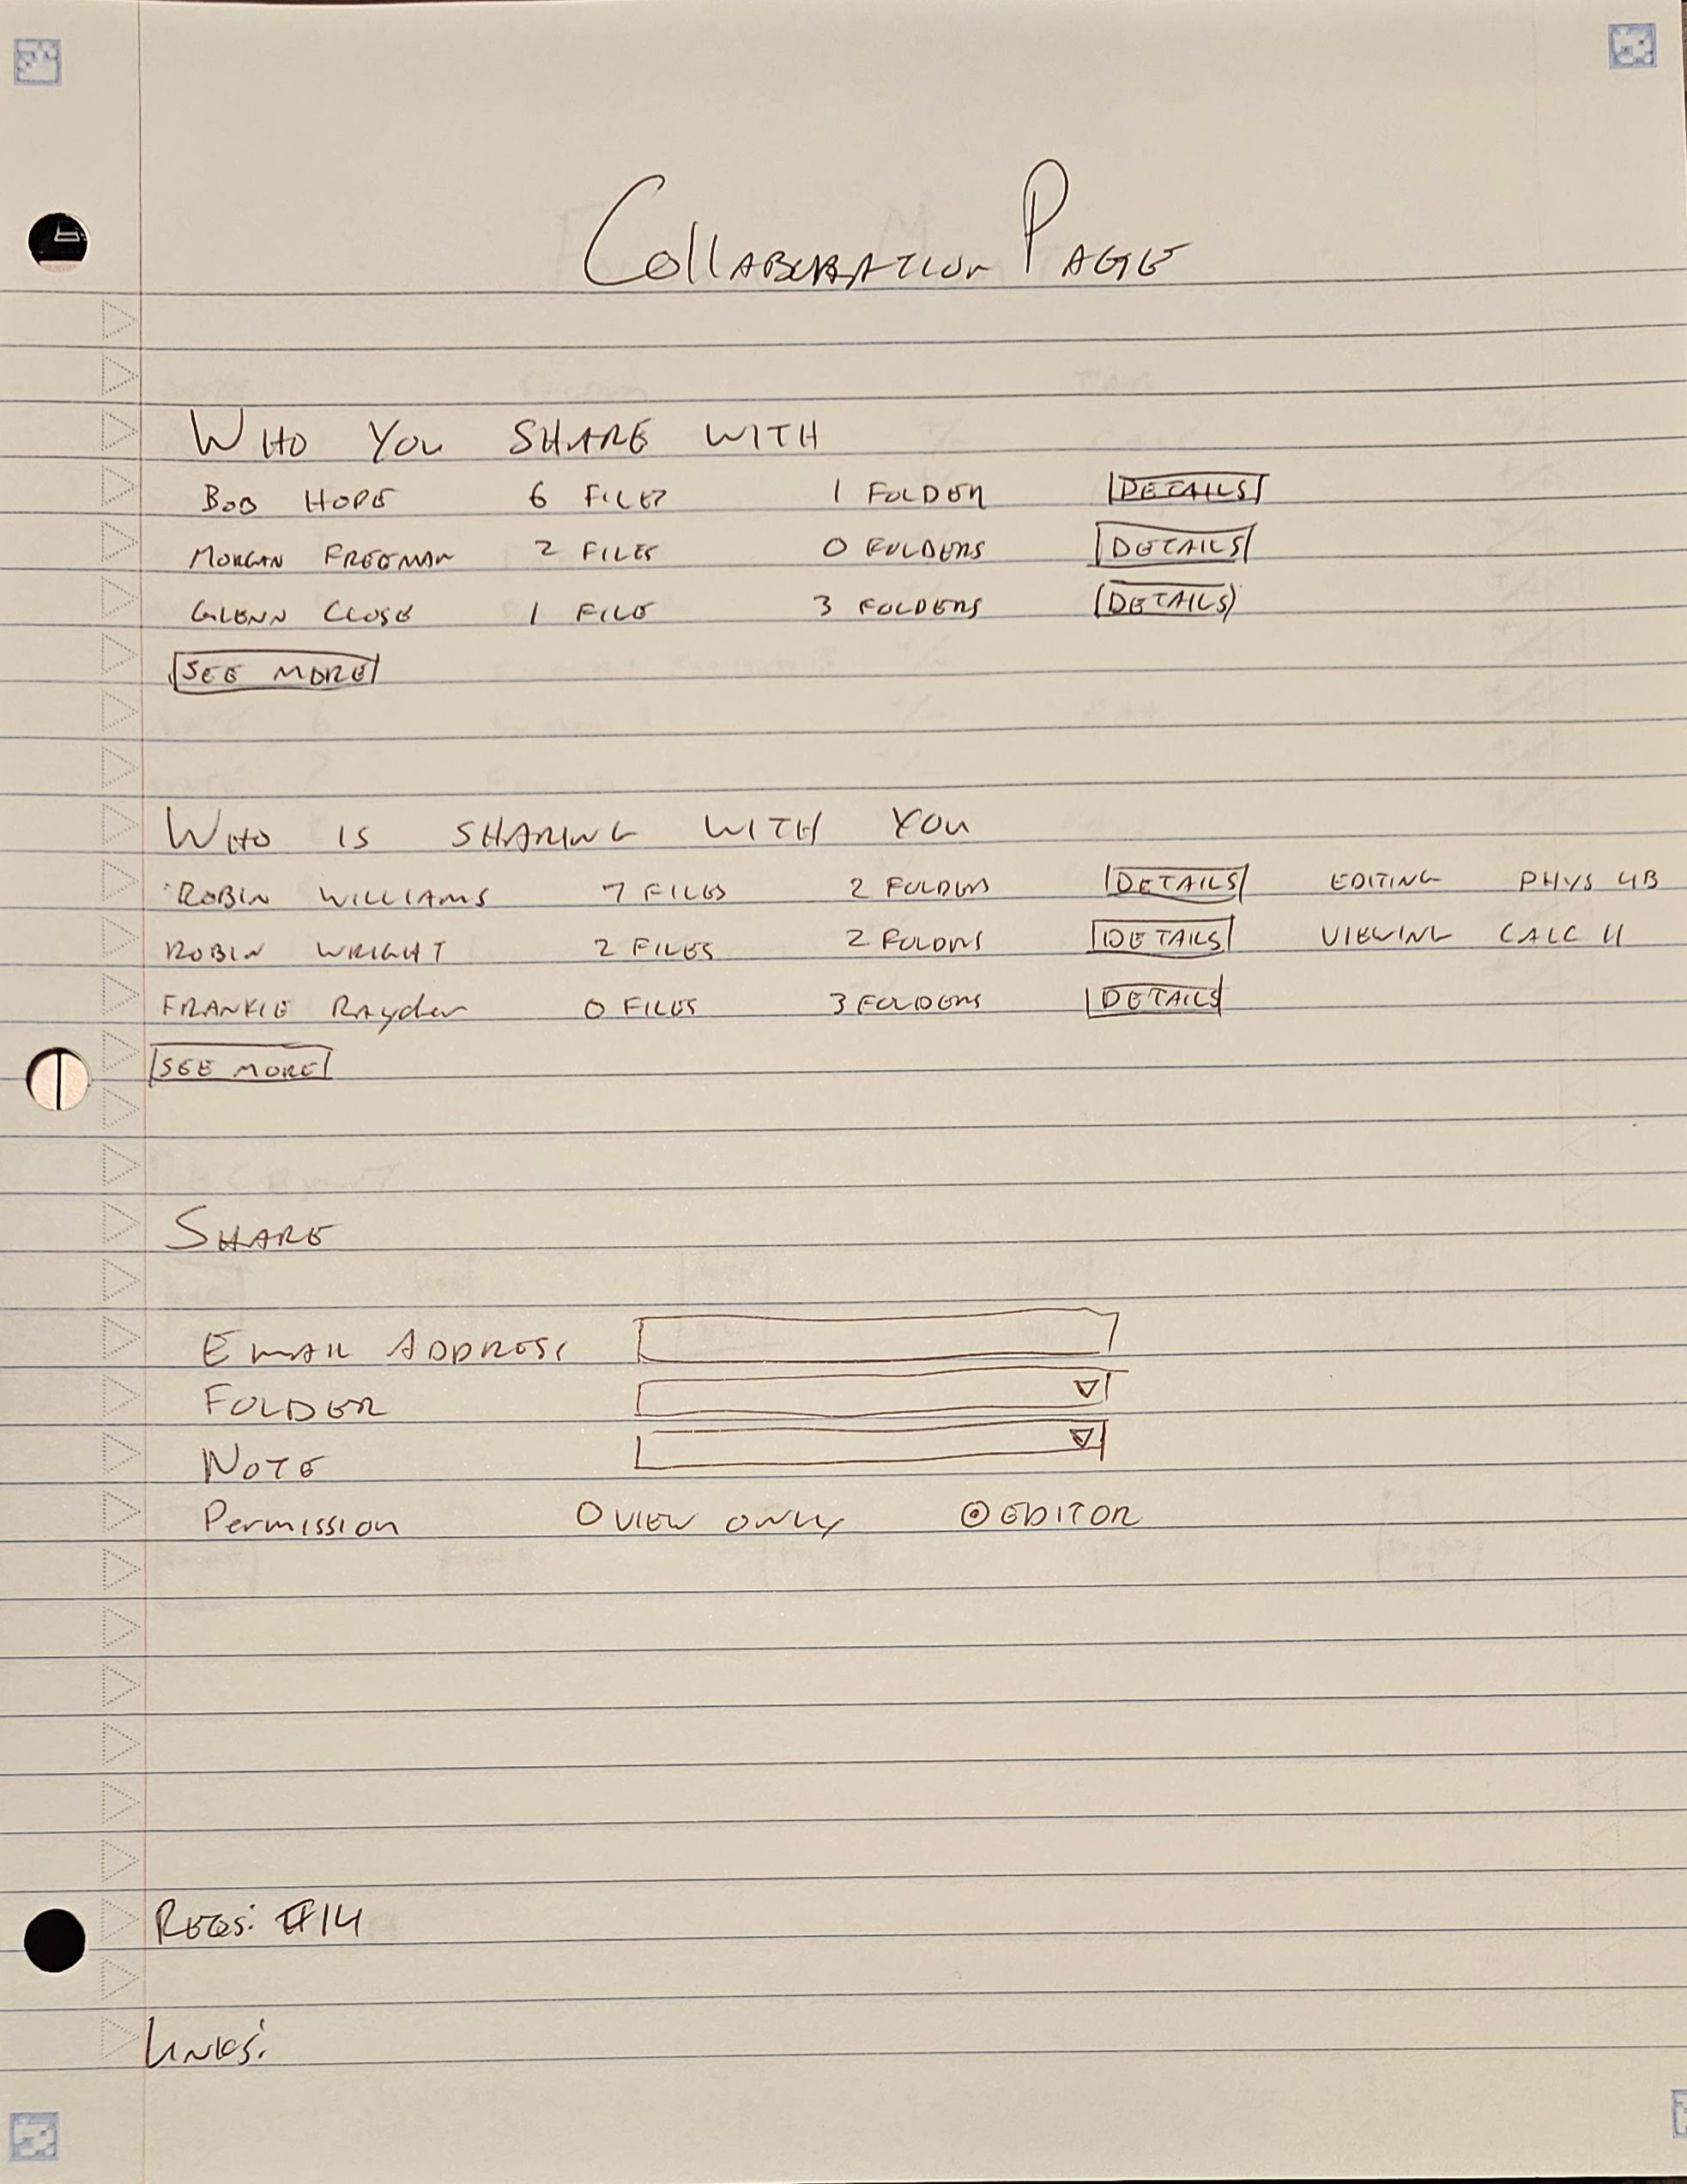 Collaboration Page
Who you share with
Bob Hope 6 Files 1 Folder Details
Morgan Freeman 2 Files 0 Folders Details
Glenn Close 1 File 3 Folders Details
See more
Who is sharing with you
Robin Williams 7 Files 2 Folders Details Editing Phys 4B
Robin Wright 2 Files 2 Folders Details Viewing Calc II
Frankie Rayder 0 Files 3 Folders Details
See more
Share
Email Address
Folder
Note
Permission View only Editor
Reqs: #14
Links: